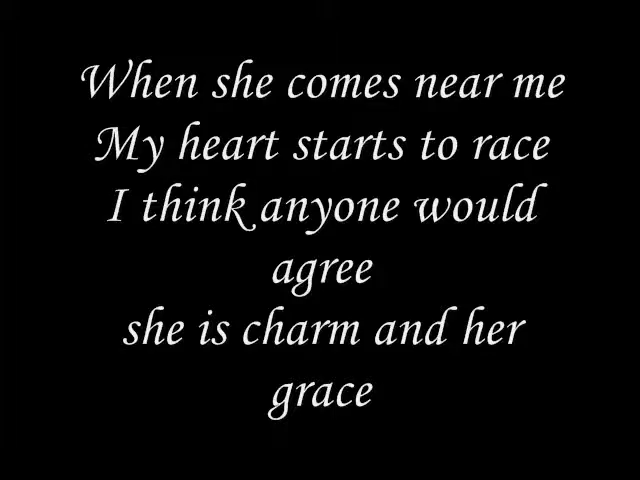 When she comes near me
My heart starts to race
I think anyone would
agree
she is charm and her
grace